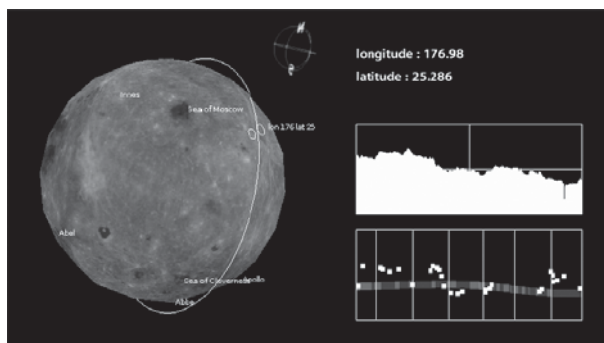 longitude : 176.98
latitude : 25.286
Innes
Sea of Moscow
lon 176 lat 25
Abel
Sea of Cleverness
Apollo
Abbe